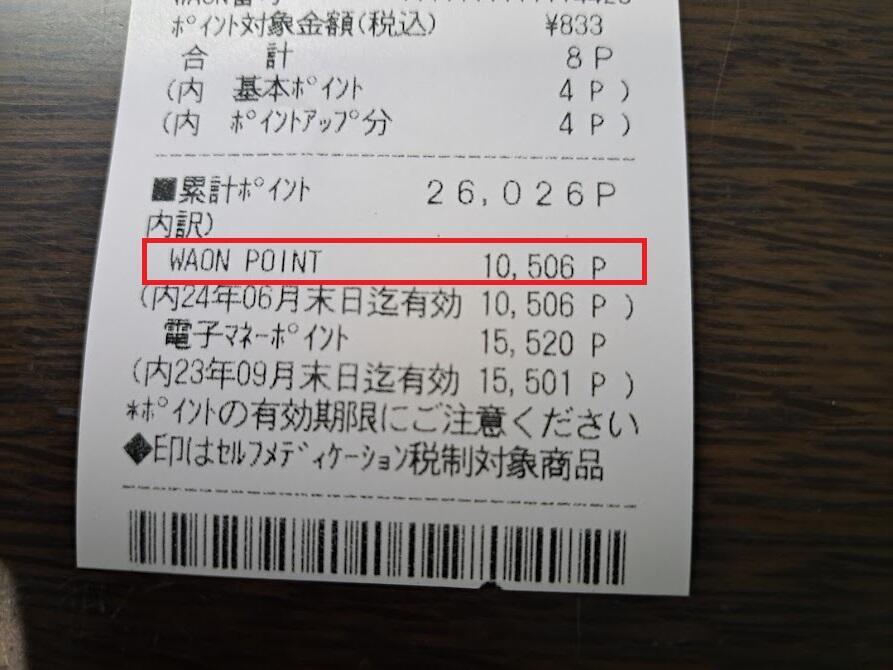 ポイント対象金額(税込) ¥833
合 計 8P
(内 基本ポイント 4P)
(内 ポイントアップ分 4P)
■累計ポイント 26,026P
内訳)
WAON POINT 10,506 P
(内24年06月末日迄有効 10,506 P)
電子マネーポイント 15,520 P
(内23年09月末日迄有効 15,501 P)
*ポイントの有効期限にご注意ください
◆印はセルフメディケーション税制対象商品